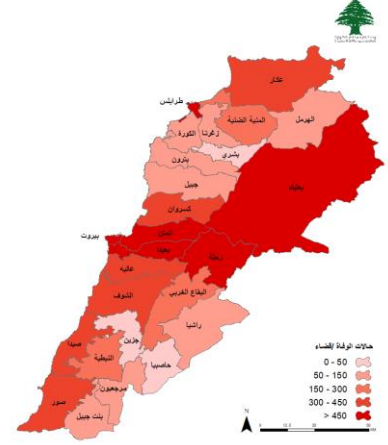 عكار
طرابلس
المنية الضنية
الهرمل
زغرتا
الكورة
بشري
بترون
بعلبك
جبيل
كسروان
المتن
بيروت
بعبدا
زحلة
عاليه
الشوف
البقاع الغربي
راشيا
صيدا
جزين
حاصبيا
النبطية
مرجعيون
صور
بنت جبيل
حالات الوفاة /قضاء
0 - 50
50 - 150
150 - 300
300 - 450
> 450
N